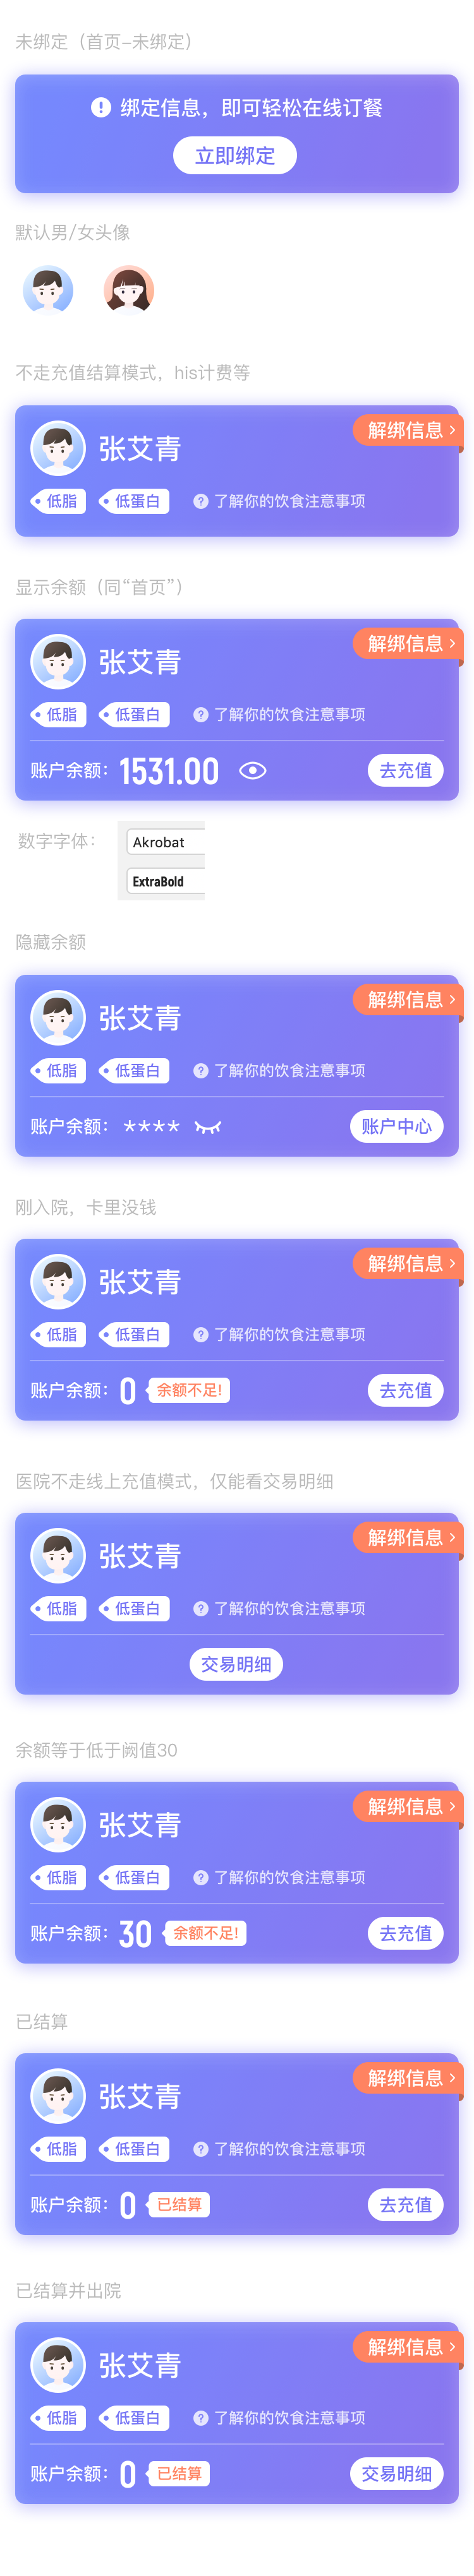 未绑定（首页-未绑定）
绑定信息，即可轻松在线订餐
立即绑定
默认男/女头像
不走充值结算模式，his计费等
解绑信息
张艾青
低脂 低蛋白 了解你的饮食注意事项
显示余额（同“首页”）
解绑信息
张艾青
低脂 低蛋白 了解你的饮食注意事项
账户余额： 1531.00 去充值
数字字体： Akrobat
ExtraBold
隐藏余额
解绑信息
张艾青
低脂 低蛋白 了解你的饮食注意事项
账户余额： **** 账户中心
刚入院，卡里没钱
解绑信息
张艾青
低脂 低蛋白 了解你的饮食注意事项
账户余额： 0 余额不足! 去充值
医院不走线上充值模式，仅能看交易明细
解绑信息
张艾青
低脂 低蛋白 了解你的饮食注意事项
交易明细
余额等于低于阙值30
解绑信息
张艾青
低脂 低蛋白 了解你的饮食注意事项
账户余额： 30 余额不足! 去充值
已结算
解绑信息
张艾青
低脂 低蛋白 了解你的饮食注意事项
账户余额： 0 已结算 去充值
已结算并出院
解绑信息
张艾青
低脂 低蛋白 了解你的饮食注意事项
账户余额： 0 已结算 交易明细